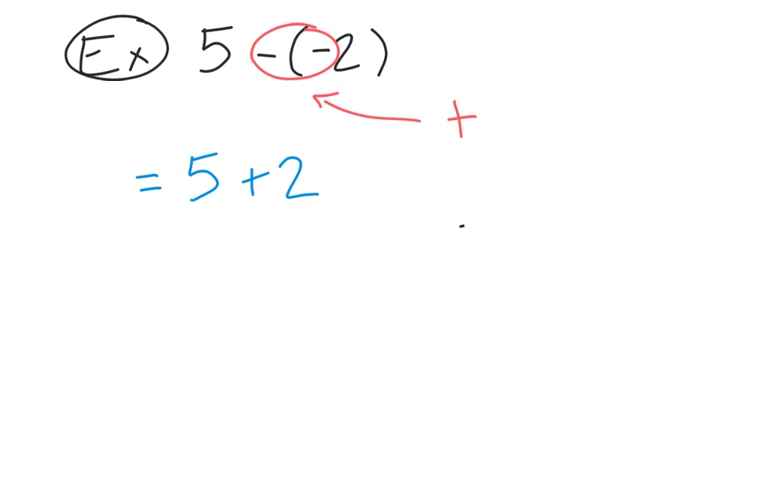 Ex 5 -(-2)
+
= 5 + 2